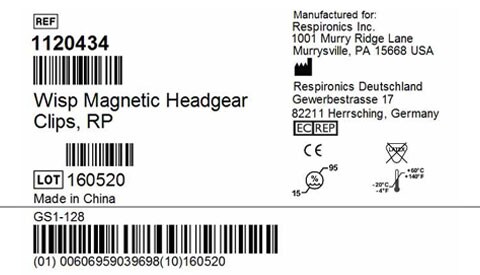 REF
1120434
Wisp Magnetic Headgear
Clips, RP
LOT 160520
Made in China
GS1-128
(01) 00606959039698(10)160520
Manufactured for:
Respironics Inc.
1001 Murry Ridge Lane
Murrysville, PA 15668 USA
Respironics Deutschland
Gewerbestrasse 17
82211 Herrsching, Germany
EC REP
CE
LATEX
95
%
15
+60°C
+140°F
-20°C
-4°F